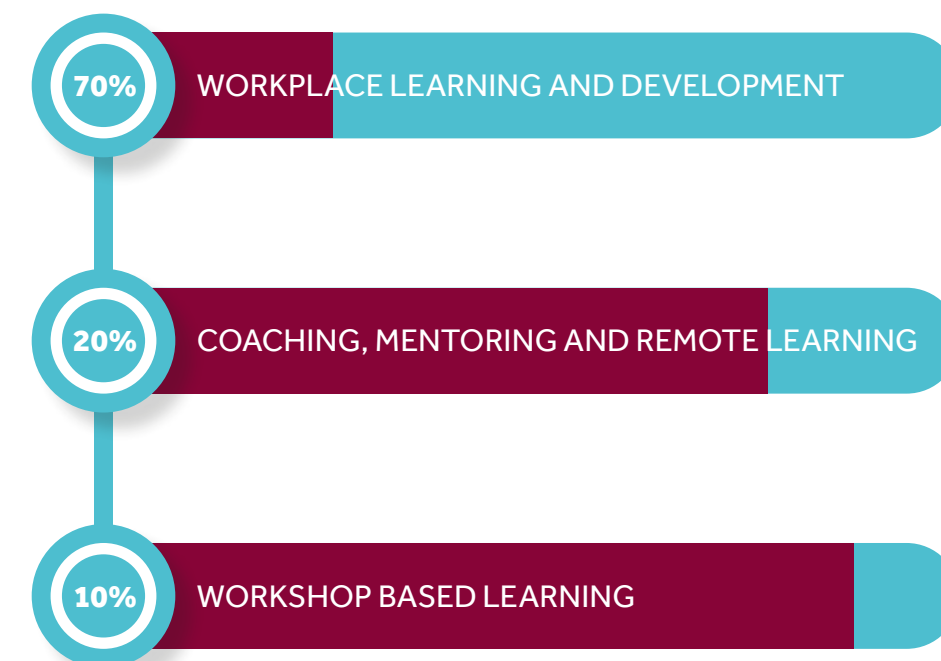 70%
WORKPLACE LEARNING AND DEVELOPMENT
20%
COACHING, MENTORING AND REMOTE LEARNING
10%
WORKSHOP BASED LEARNING